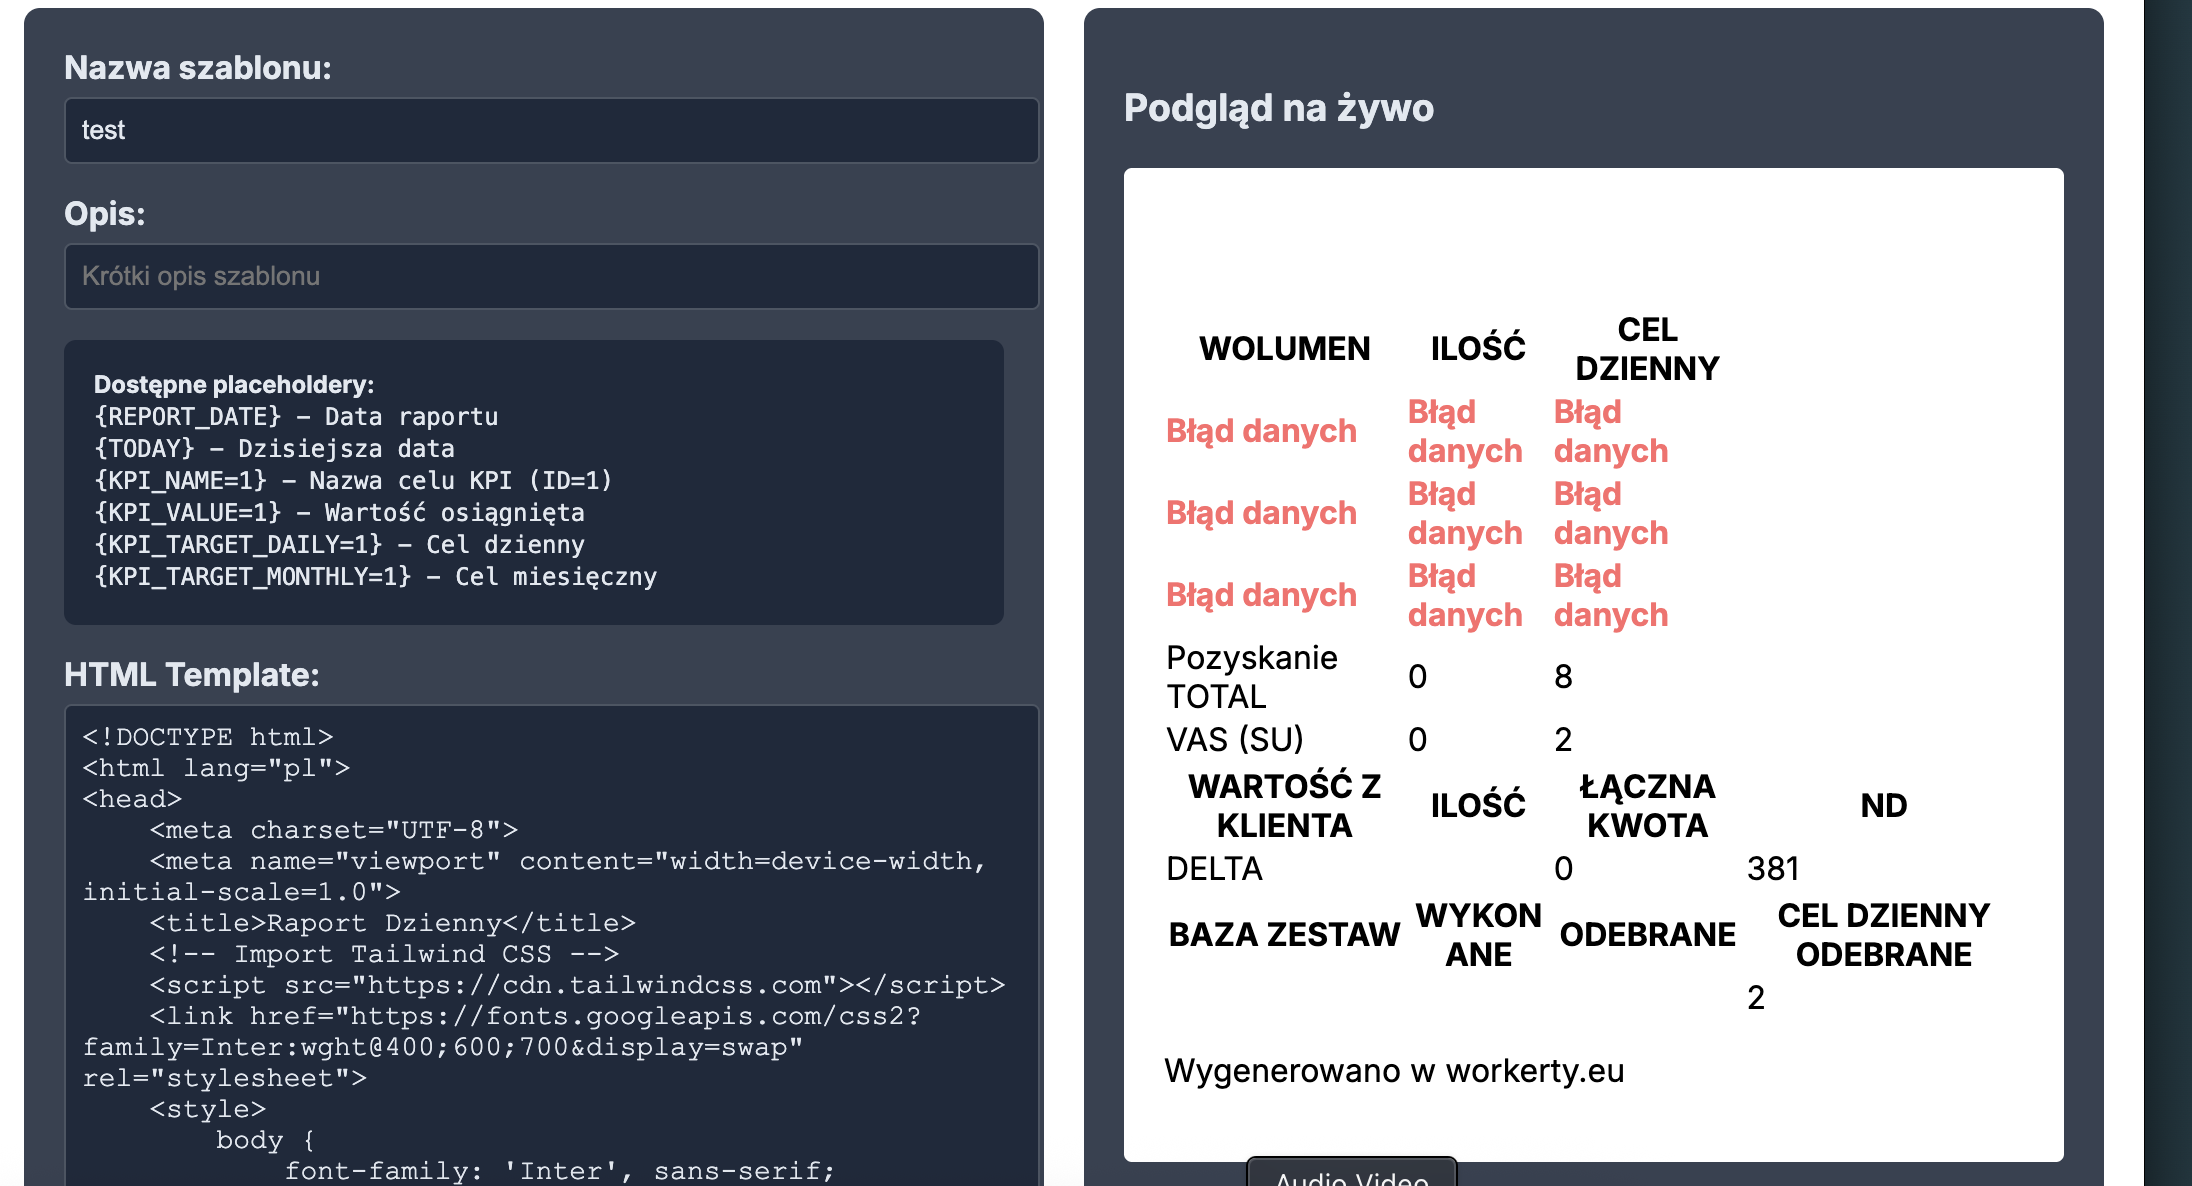 Nazwa szablonu:
test
Opis:
Krótki opis szablonu
Dostępne placeholdery:
{REPORT_DATE} – Data raportu
{TODAY} – Dzisiejsza data
{KPI_NAME=1} – Nazwa celu KPI (ID=1)
{KPI_VALUE=1} – Wartość osiągnięta
{KPI_TARGET_DAILY=1} – Cel dzienny
{KPI_TARGET_MONTHLY=1} – Cel miesięczny
HTML Template:
<!DOCTYPE html>
<html lang="pl">
<head>
    <meta charset="UTF-8">
    <meta name="viewport" content="width=device-width,
initial-scale=1.0">
    <title>Raport Dzienny</title>
    <!-- Import Tailwind CSS -->
    <script src="https://cdn.tailwindcss.com"></script>
    <link href="https://fonts.googleapis.com/css2?
family=Inter:wght@400;600;700&display=swap"
rel="stylesheet">
    <style>
        body {
            font-family: 'Inter', sans-serif;
Podgląd na żywo
WOLUMEN ILOŚĆ CEL
DZIENNY
Błąd danych Błąd danych Błąd danych
Błąd danych Błąd danych Błąd danych
Błąd danych Błąd danych Błąd danych
Pozyskanie
TOTAL 0 8
VAS (SU) 0 2
WARTOŚĆ Z
KLIENTA ILOŚĆ ŁĄCZNA
KWOTA ND
DELTA 0 381
BAZA ZESTAW WYKON
ANE ODEBRANE CEL DZIENNY
ODEBRANE
2
Wygenerowano w workerty.eu
Audio Video